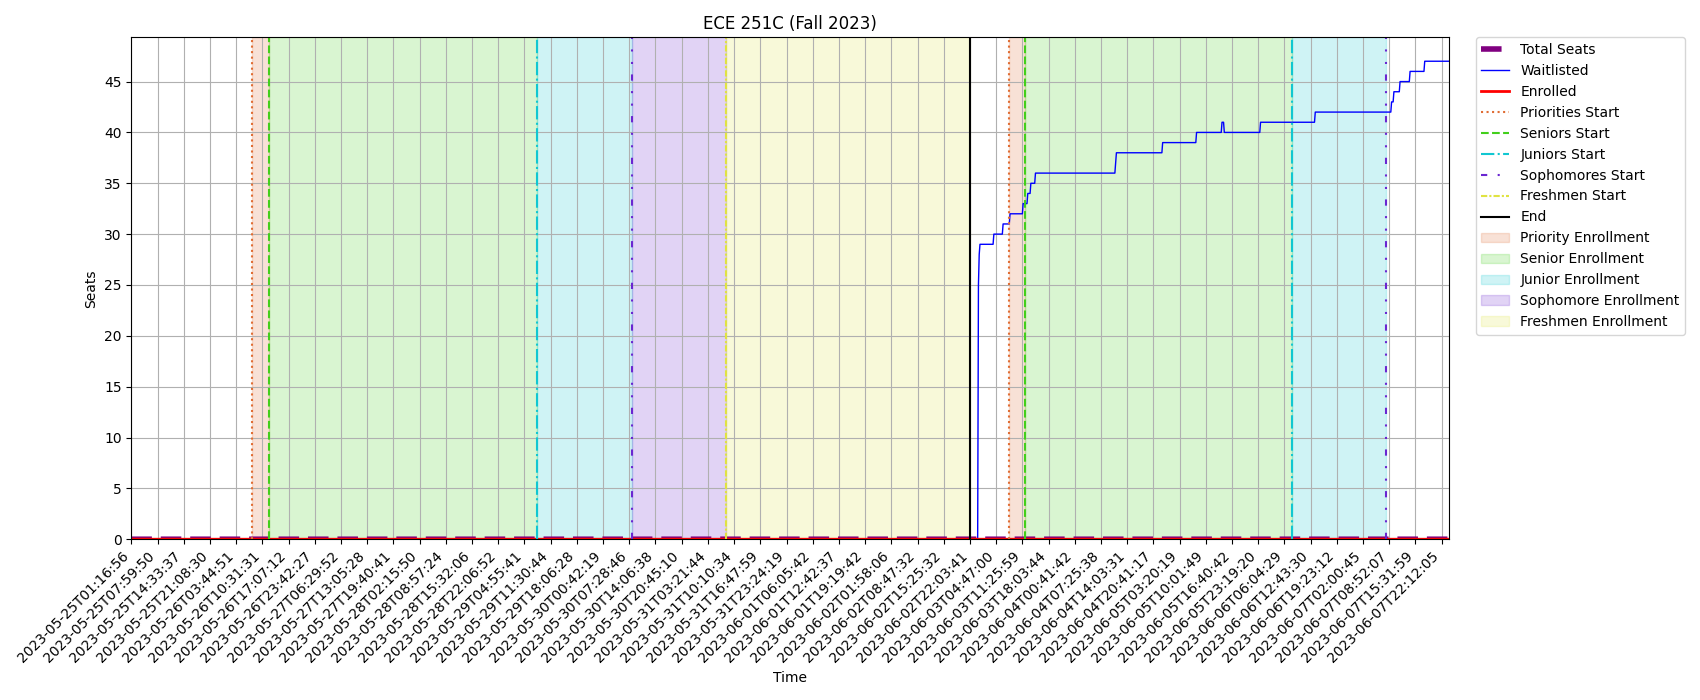 ECE 251C (Fall 2023)
Seats
45
40
35
30
25
20
15
10
5
0
2023-05-25T01:16:56
2023-05-25T07:59:50
2023-05-25T14:33:37
2023-05-25T21:08:30
2023-05-26T03:44:51
2023-05-26T10:31:31
2023-05-26T17:07:12
2023-05-26T23:42:27
2023-05-27T06:29:52
2023-05-27T13:05:28
2023-05-27T19:40:41
2023-05-28T02:15:50
2023-05-28T08:57:24
2023-05-28T15:32:06
2023-05-28T22:06:52
2023-05-29T04:55:41
2023-05-29T11:30:44
2023-05-29T18:06:28
2023-05-30T00:42:19
2023-05-30T07:28:46
2023-05-30T14:06:38
2023-05-30T20:45:10
2023-05-31T03:21:44
2023-05-31T10:10:34
2023-05-31T16:47:59
2023-05-31T23:24:19
2023-06-01T06:05:42
2023-06-01T12:42:37
2023-06-01T19:19:42
2023-06-02T01:58:06
2023-06-02T08:47:32
2023-06-02T15:25:32
2023-06-02T22:03:41
2023-06-03T04:47:00
2023-06-03T11:25:59
2023-06-03T18:03:44
2023-06-04T00:41:42
2023-06-04T07:25:38
2023-06-04T14:03:31
2023-06-04T20:41:17
2023-06-05T03:20:19
2023-06-05T10:01:49
2023-06-05T16:40:42
2023-06-05T23:19:20
2023-06-06T06:04:29
2023-06-06T12:43:30
2023-06-06T19:23:12
2023-06-07T02:00:45
2023-06-07T08:52:07
2023-06-07T15:31:59
2023-06-07T22:12:05
Time
Total Seats
Waitlisted
Enrolled
Priorities Start
Seniors Start
Juniors Start
Sophomores Start
Freshmen Start
End
Priority Enrollment
Senior Enrollment
Junior Enrollment
Sophomore Enrollment
Freshmen Enrollment